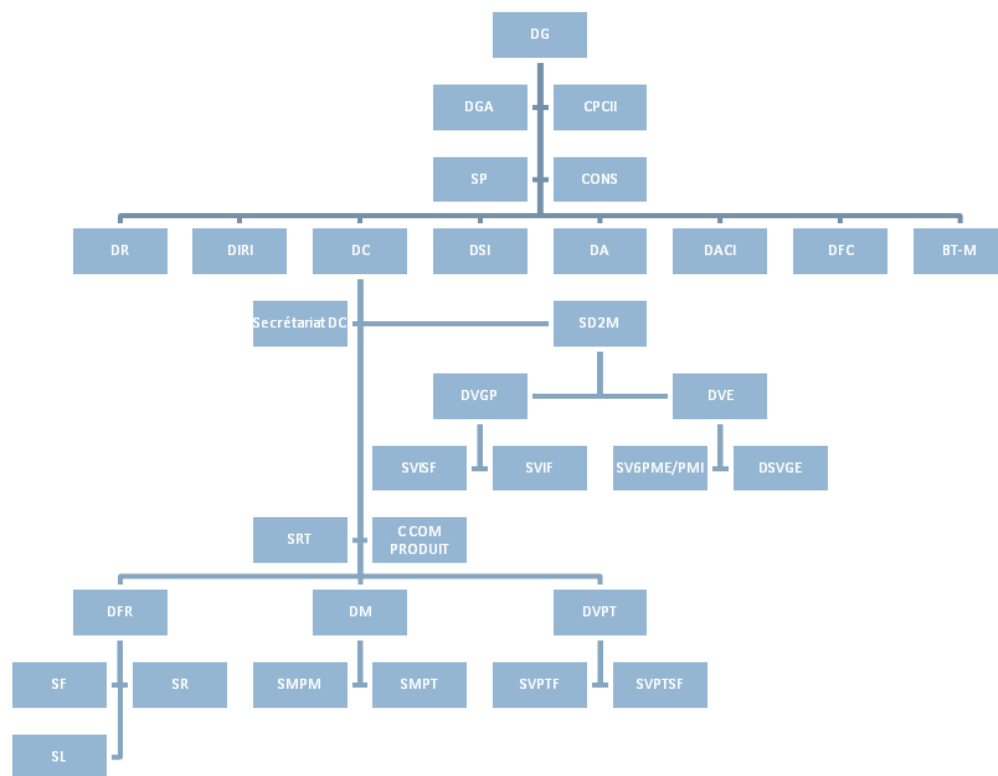 DG
DGA
CPCII
SP
CONS
DR
DIRI
DC
DSI
DA
DACI
DFC
BT-M
Secrétariat DC
SD2M
DVGP
DVE
SVISF
SVIF
SV6PME/PMI
DSVGE
SRT
C COM
PRODUIT
DFR
DM
DVPT
SF
SR
SMPM
SMPT
SVPTF
SVPTSF
SL